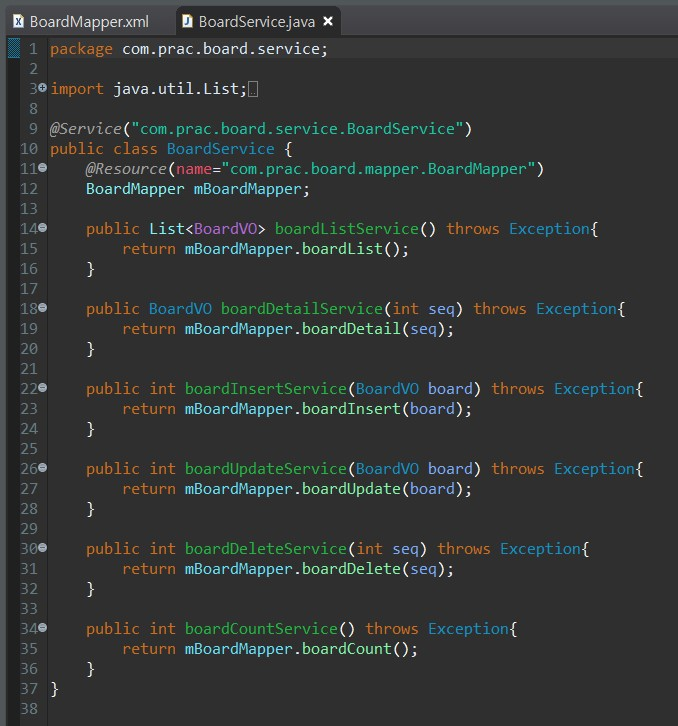 BoardMapper.xml BoardService.java
1 package com.prac.board.service;
2
3 import java.util.List;
8
9 @Service("com.prac.board.service.BoardService")
10 public class BoardService {
11 @Resource(name="com.prac.board.mapper.BoardMapper")
12 BoardMapper mBoardMapper;
13
14 public List<BoardVO> boardListService() throws Exception{
15 return mBoardMapper.boardList();
16 }
17
18 public BoardVO boardDetailService(int seq) throws Exception{
19 return mBoardMapper.boardDetail(seq);
20 }
21
22 public int boardInsertService(BoardVO board) throws Exception{
23 return mBoardMapper.boardInsert(board);
24 }
25
26 public int boardUpdateService(BoardVO board) throws Exception{
27 return mBoardMapper.boardUpdate(board);
28 }
29
30 public int boardDeleteService(int seq) throws Exception{
31 return mBoardMapper.boardDelete(seq);
32 }
33
34 public int boardCountService() throws Exception{
35 return mBoardMapper.boardCount();
36 }
37 }
38